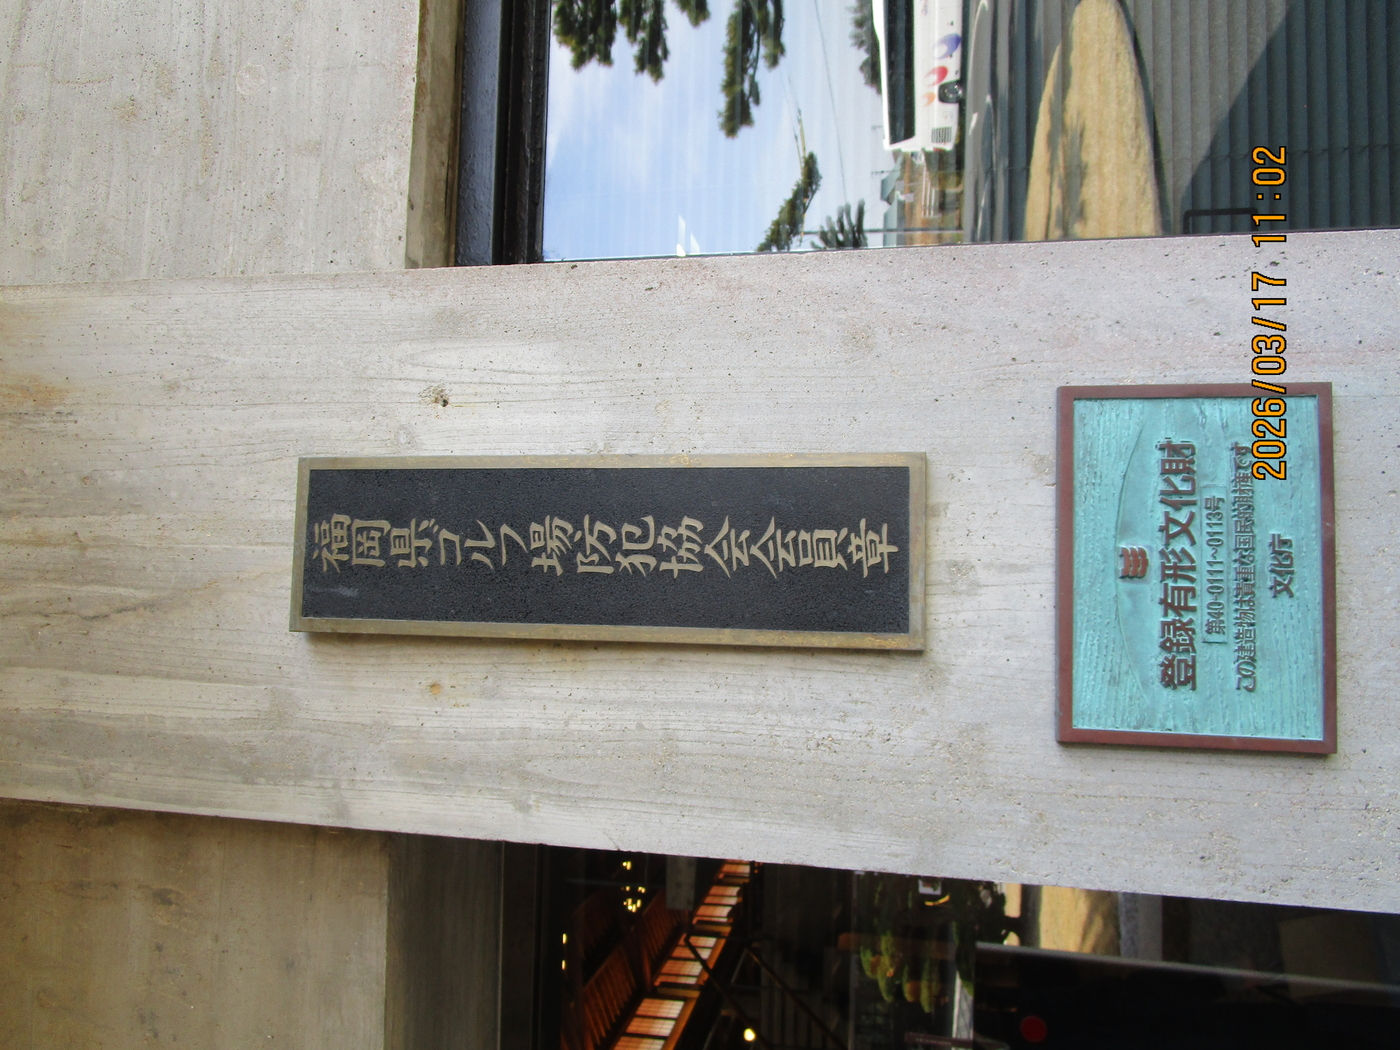 福岡県ゴルフ場防犯協会会員章
登録有形文化財
第40-0111~0113号
この建造物は貴重な国民的財産です
文化庁
2026/03/17 11:02